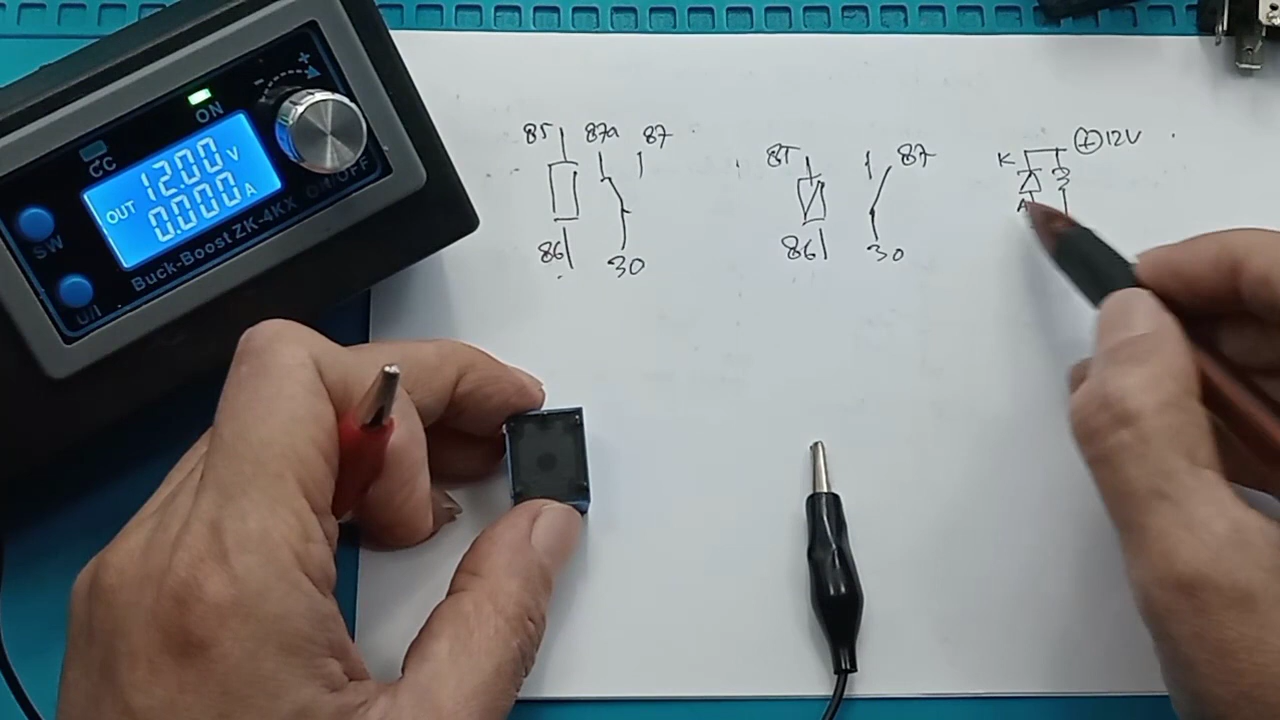 ON
CC
ON/OFF
OUT 12.00 V
0.000 A
SW
U/I
Buck-Boost ZK-4KX
85 87a 87
86 30
85 87
86 30
K + 12V
A